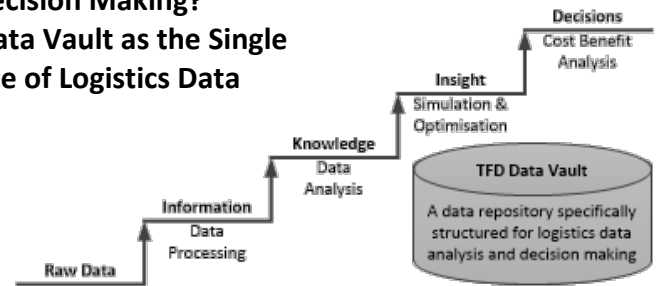 Decision Making?
Data Vault as the Single
of Logistics Data
Decisions
Cost Benefit
Analysis
Insight
Simulation &
Optimisation
Knowledge
Data
Analysis
Information
Data
Processing
Raw Data
TFD Data Vault
A data repository specifically
structured for logistics data
analysis and decision making